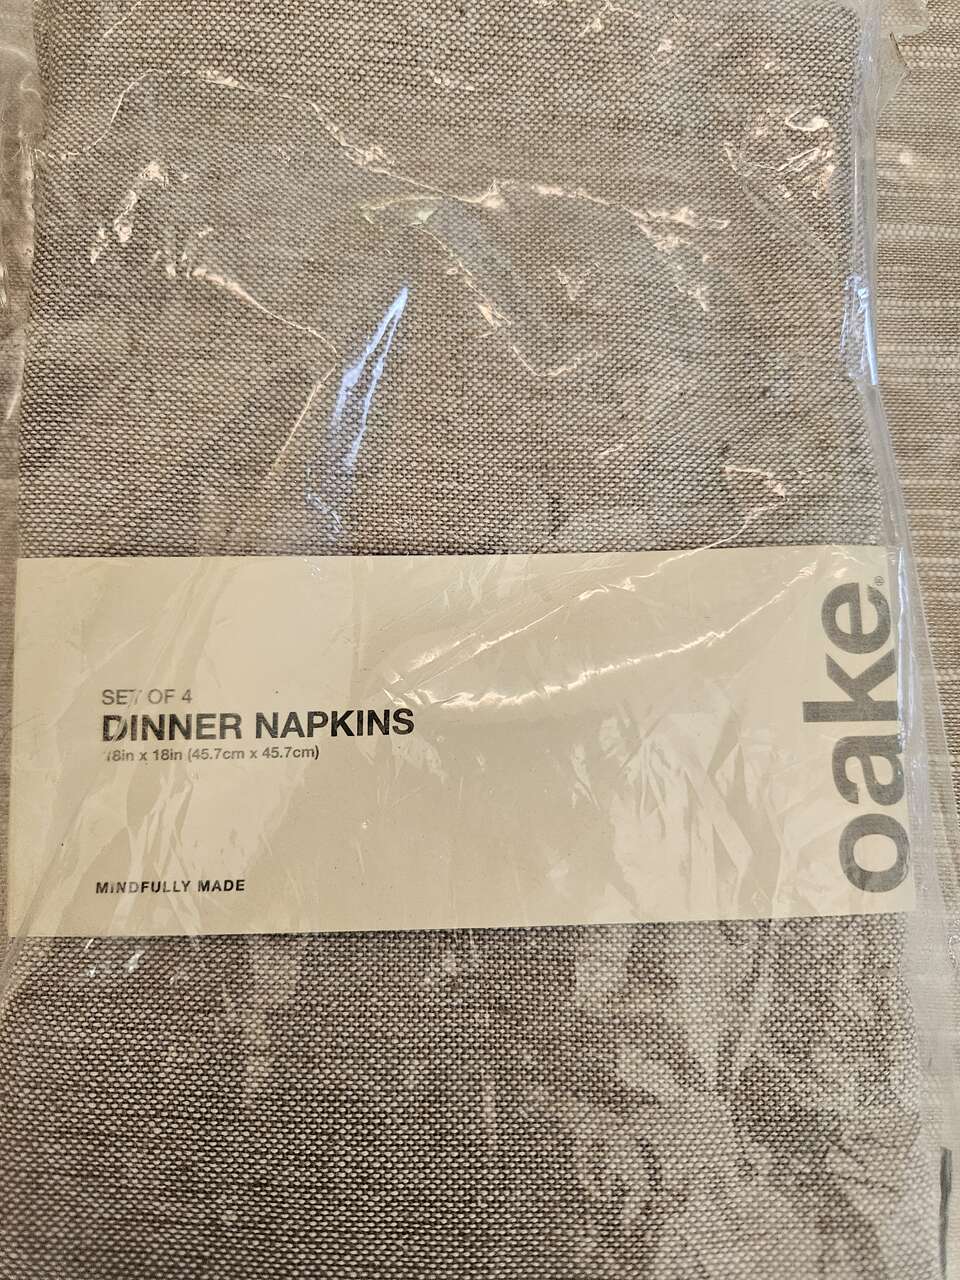 SET OF 4
DINNER NAPKINS
18in x 18in (45.7cm x 45.7cm)
MINDFULLY MADE
oake®